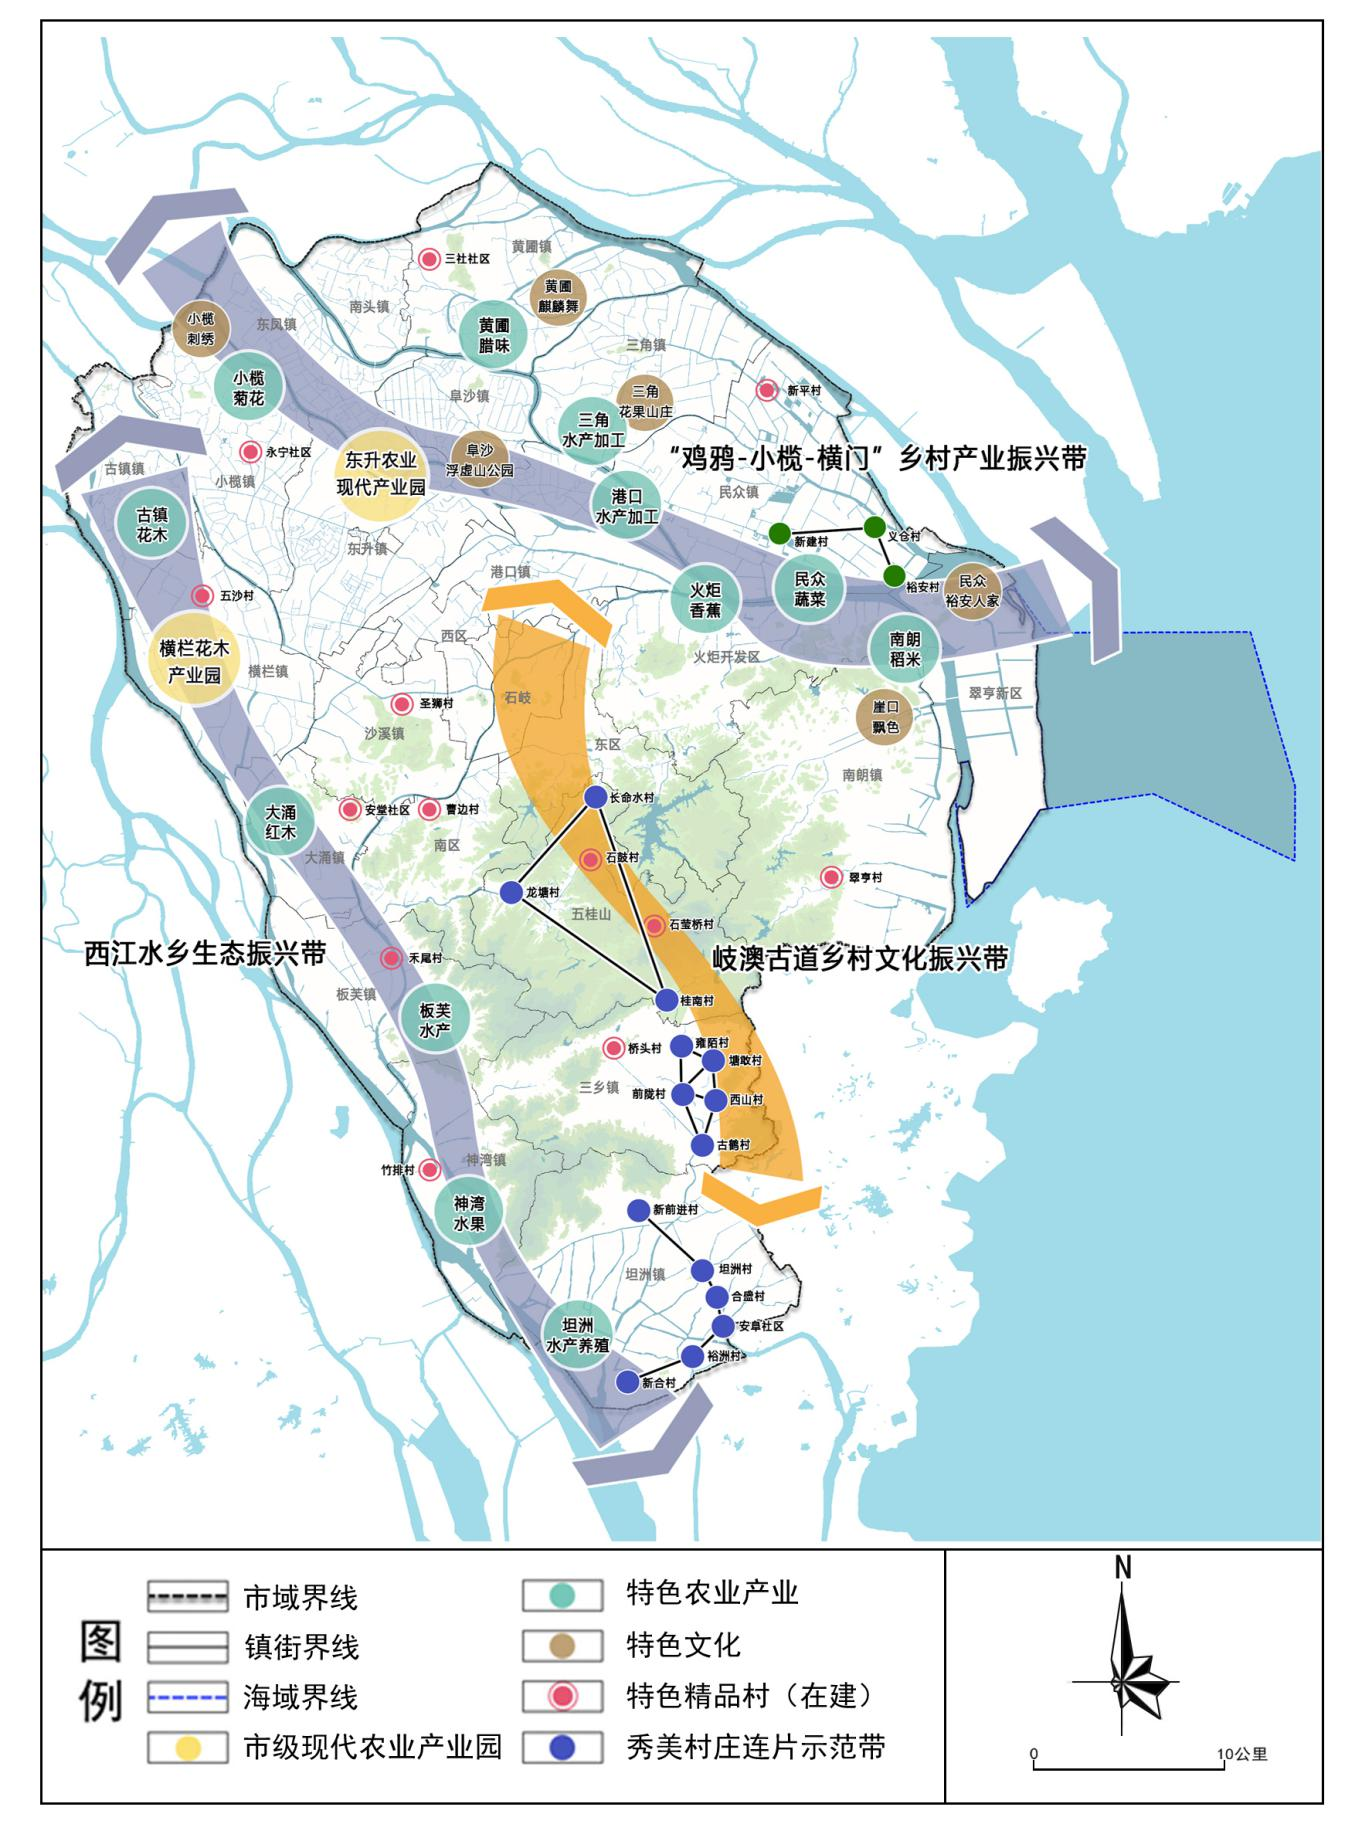 三社社区
黄圃镇
黄圃
麒麟舞
南头镇
小榄
刺绣
东凤镇
黄圃
腊味
三角镇
小榄
菊花
阜沙镇
三角
花果山庄
新平村
三角
水产加工
永宁社区
古镇镇
小榄镇
东升农业
现代产业园
阜沙
浮虚山公园
“鸡鸦-小榄-横门”乡村产业振兴带
民众镇
古镇
花木
港口
水产加工
东升镇
新建村
义仓村
港口镇
五沙村
火炬
香蕉
民众
蔬菜
裕安村
民众
裕安人家
西区
横栏花木
产业园
横栏镇
火炬开发区
南朗
稻米
石岐
圣狮村
沙溪镇
崖口
飘色
翠亨新区
东区
南朗镇
长命水村
大涌
红木
安堂社区
曹边村
南区
大涌镇
石鼓村
翠亨村
龙塘村
五桂山
石莹桥村
西江水乡生态振兴带
岐澳古道乡村文化振兴带
禾尾村
板芙镇
板芙
水产
桂南村
桥头村
雍陌村
塘敢村
三乡镇
前陇村
西山村
古鹤村
竹排村
神湾镇
神湾
水果
新前进村
坦洲镇
坦洲村
合盛村
坦洲
水产养殖
安阜社区
裕洲村
新合村
图
例
市域界线
镇街界线
海域界线
市级现代农业产业园
特色农业产业
特色文化
特色精品村（在建）
秀美村庄连片示范带
N
0
10公里